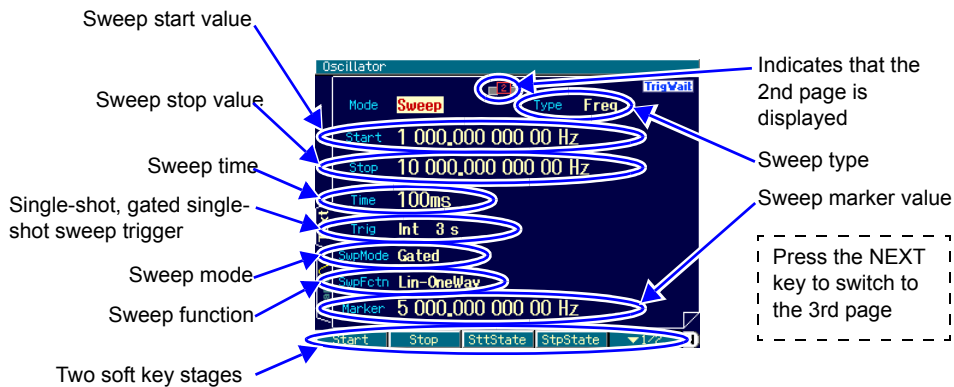 Sweep start value
Sweep stop value
Sweep time
Single-shot, gated single-
shot sweep trigger
Sweep mode
Sweep function
Two soft key stages
Oscillator
2
TrigWait
Mode Sweep Type Freq
Start 1 000.000 000 00 Hz
Stop 10 000.000 000 00 Hz
Time 100ms
Trig Int 3 s
SwpMode Gated
SwpFctn Lin-OneWay
Marker 5 000.000 000 00 Hz
Start Stop SttState StpState ▼1/2
Indicates that the
2nd page is
displayed
Sweep type
Sweep marker value
Press the NEXT
key to switch to
the 3rd page